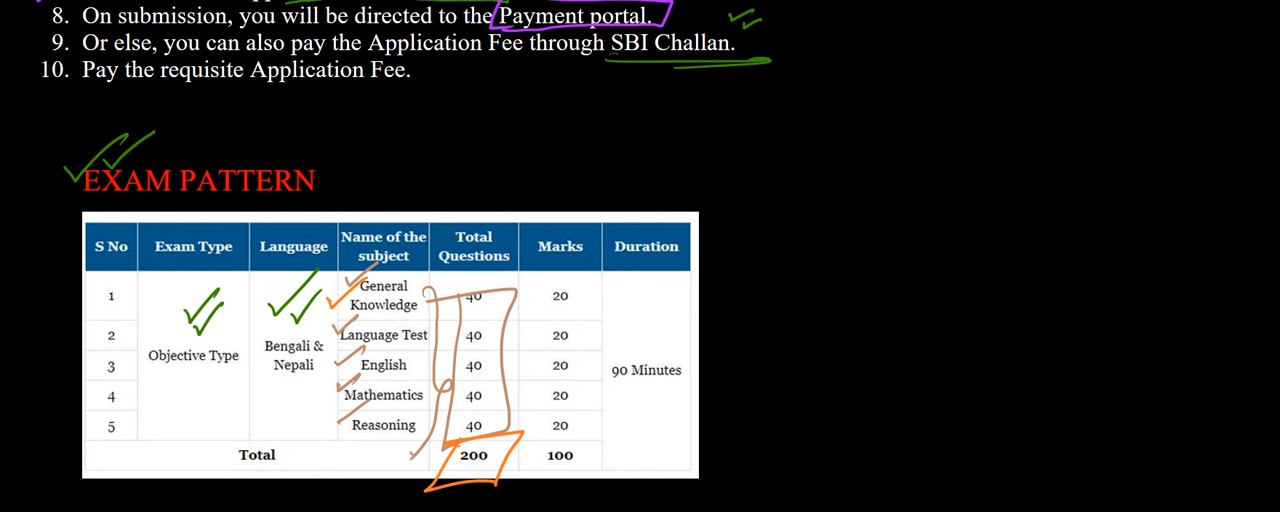 8. On submission, you will be directed to the Payment portal.
9. Or else, you can also pay the Application Fee through SBI Challan.
10. Pay the requisite Application Fee.
EXAM PATTERN
S No Exam Type Language Name of the subject Total Questions Marks Duration
1 General Knowledge 40 20
2 Language Test 40 20
Objective Type Bengali & Nepali
3 English 40 20 90 Minutes
4 Mathematics 40 20
5 Reasoning 40 20
Total 200 100